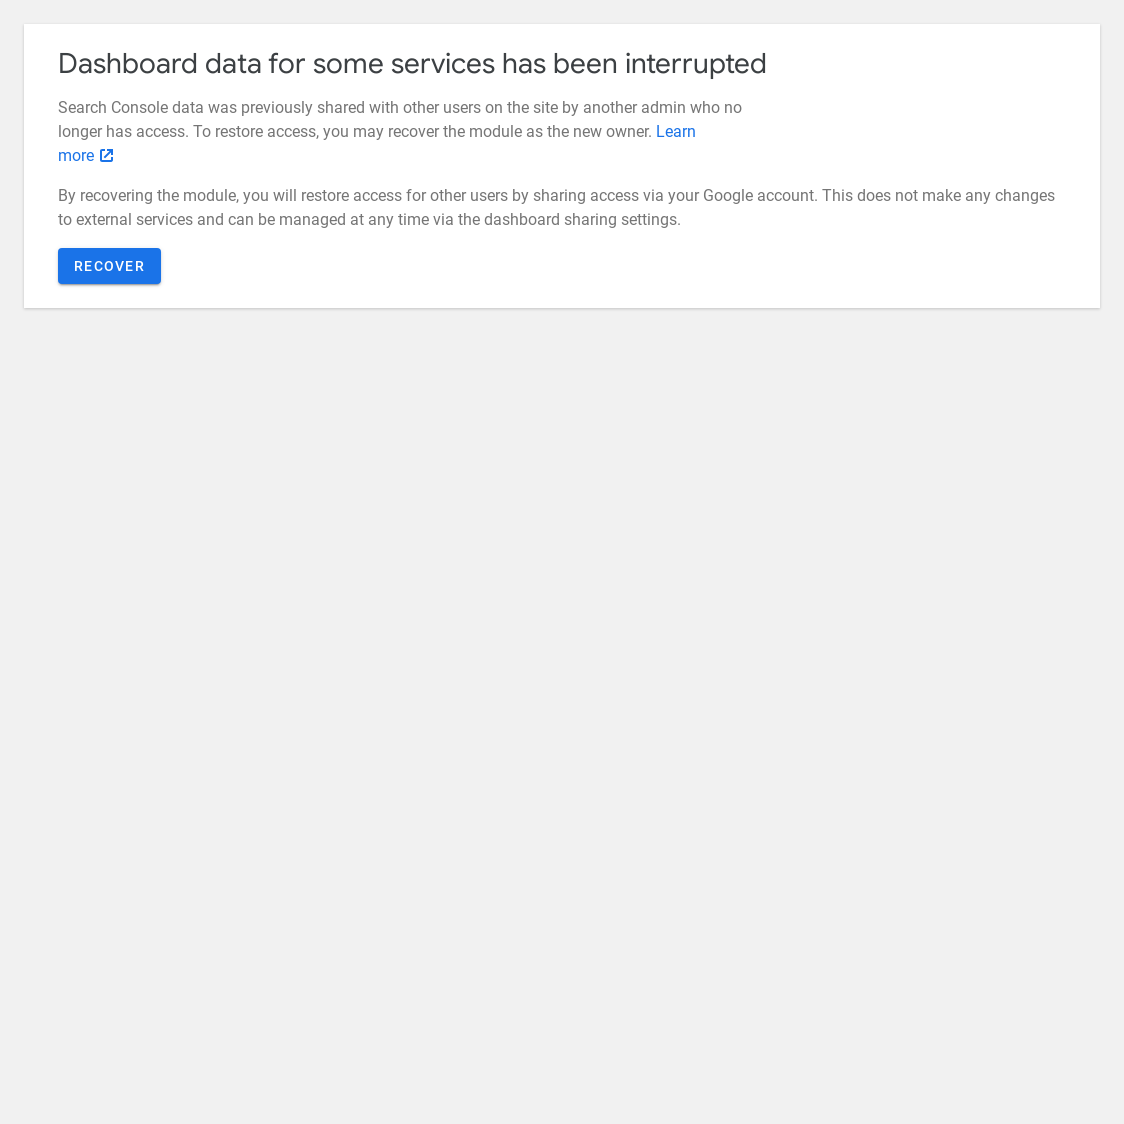 Dashboard data for some services has been interrupted
Search Console data was previously shared with other users on the site by another admin who no
longer has access. To restore access, you may recover the module as the new owner. Learn
more
By recovering the module, you will restore access for other users by sharing access via your Google account. This does not make any changes
to external services and can be managed at any time via the dashboard sharing settings.
RECOVER